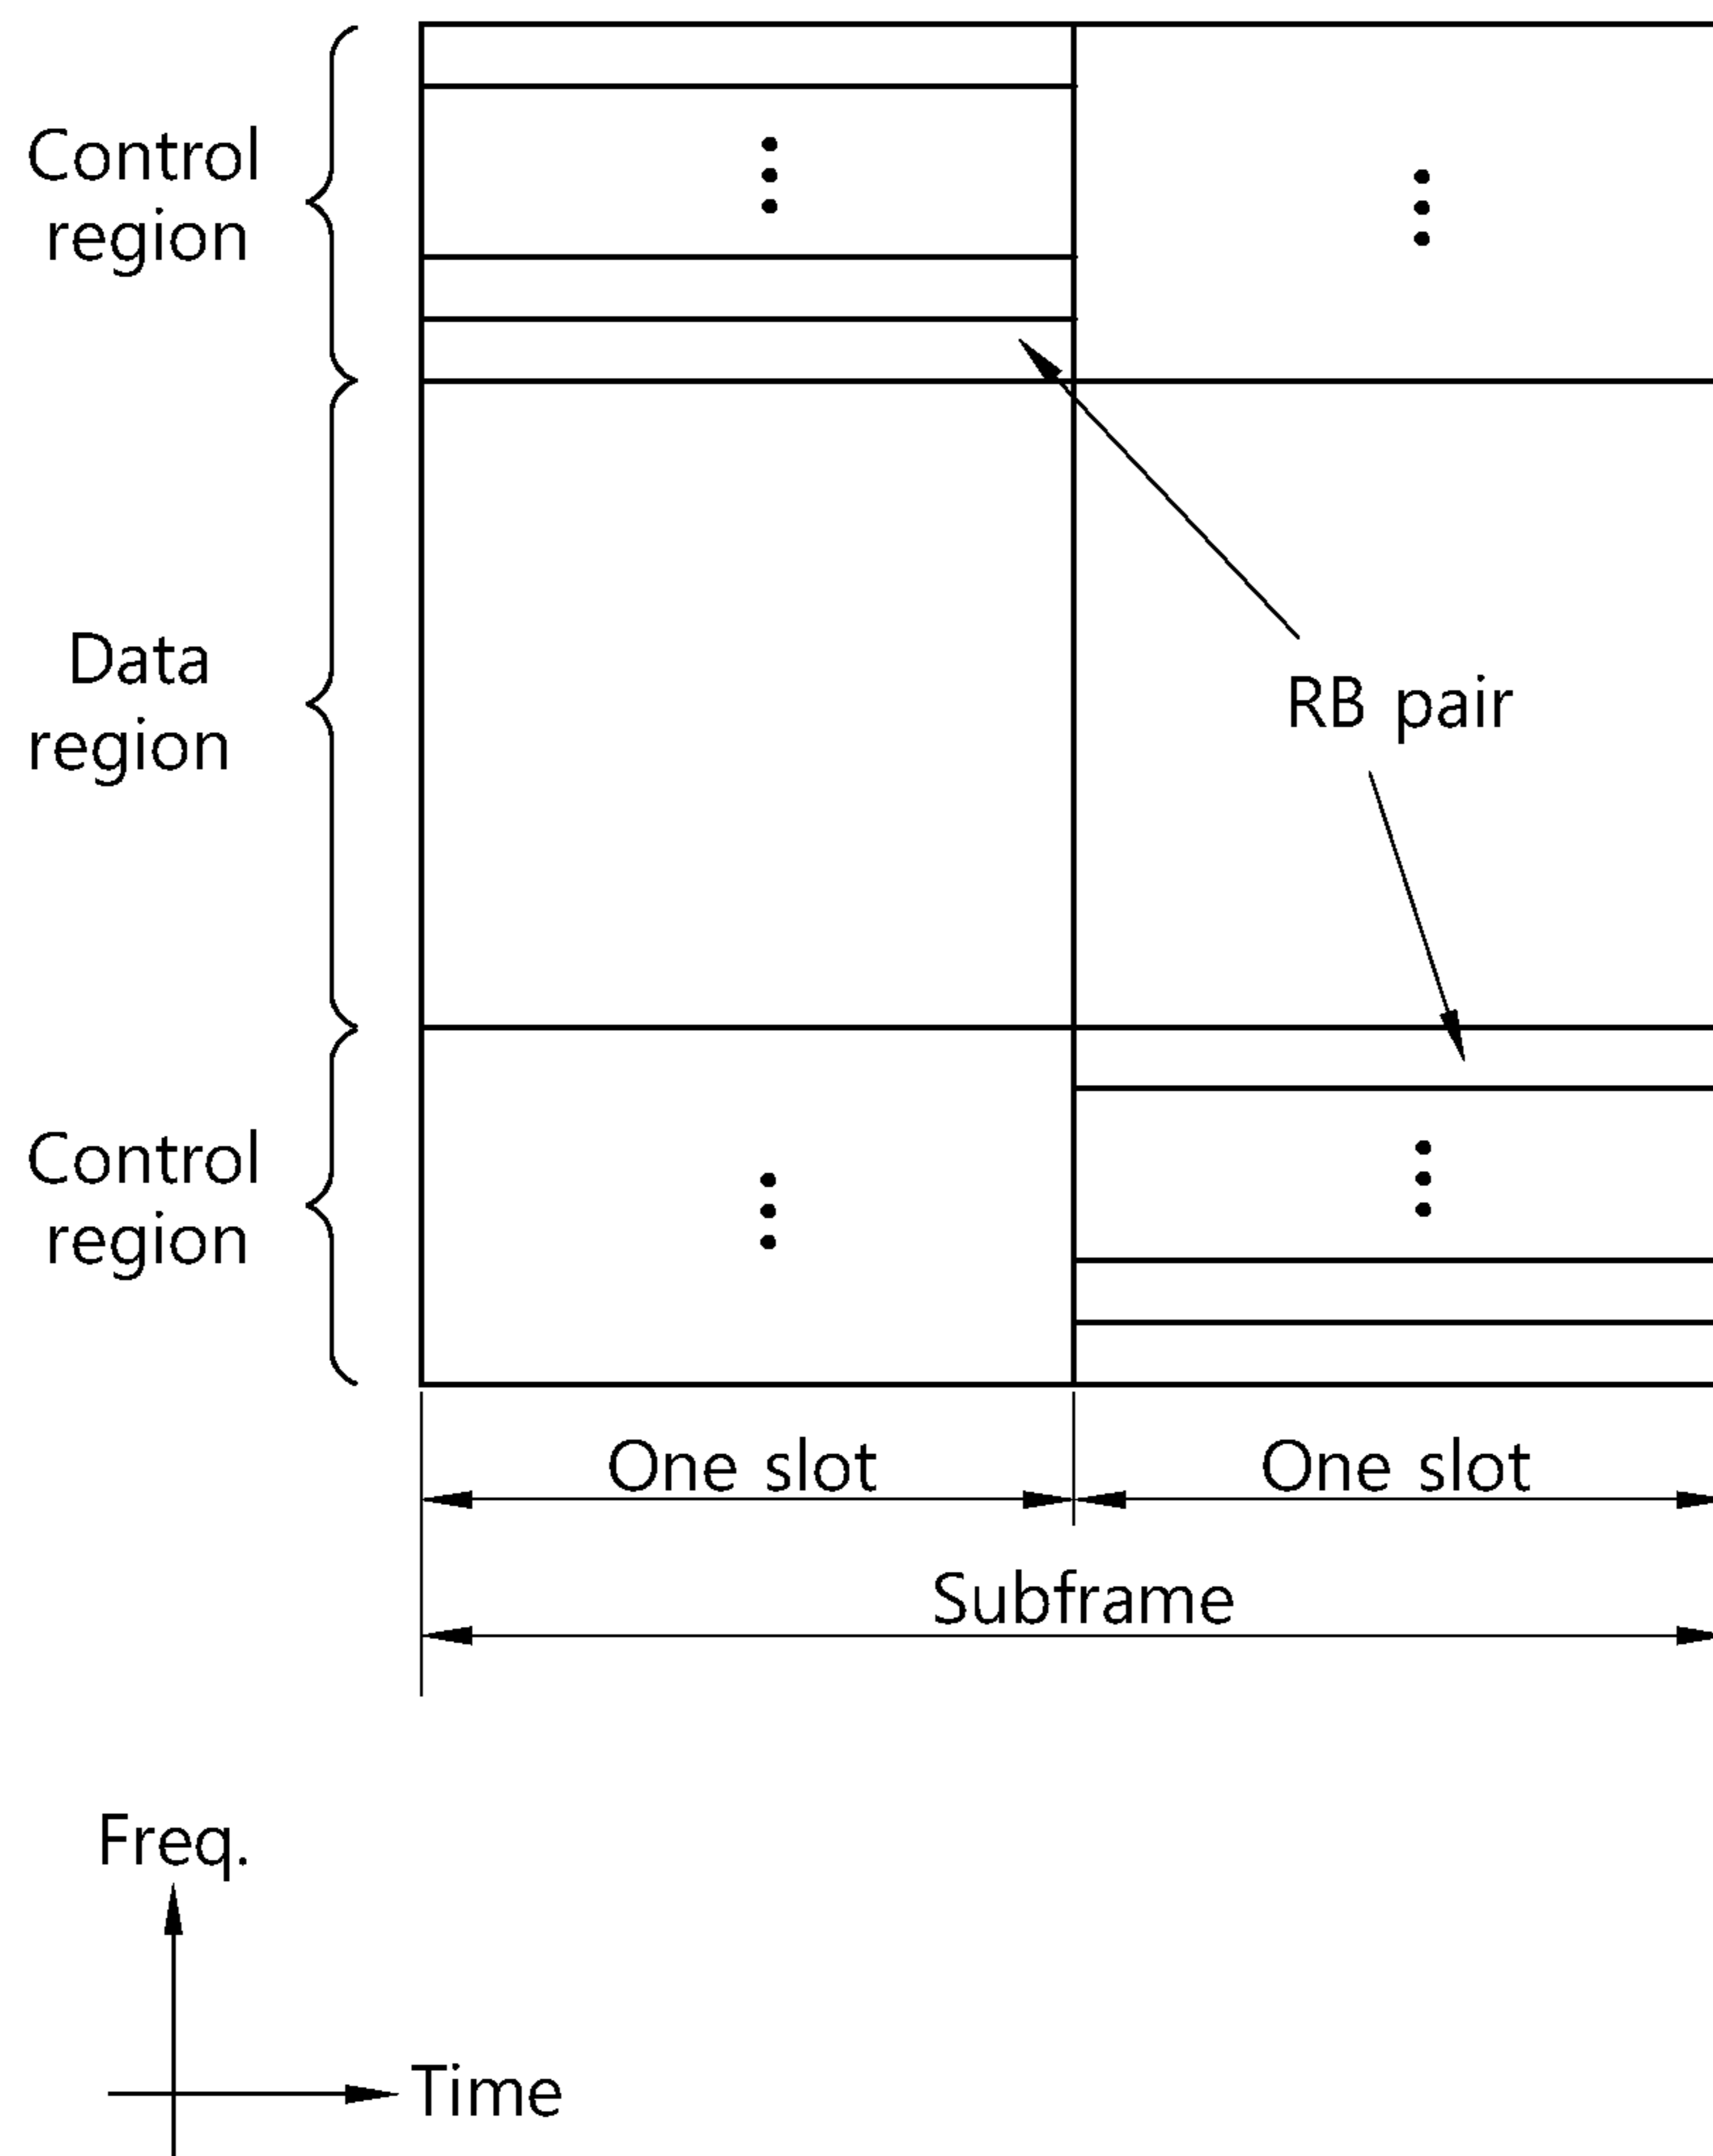 Control
region
Data
region
RB pair
Control
region
One slot
One slot
Subframe
Freq.
Time